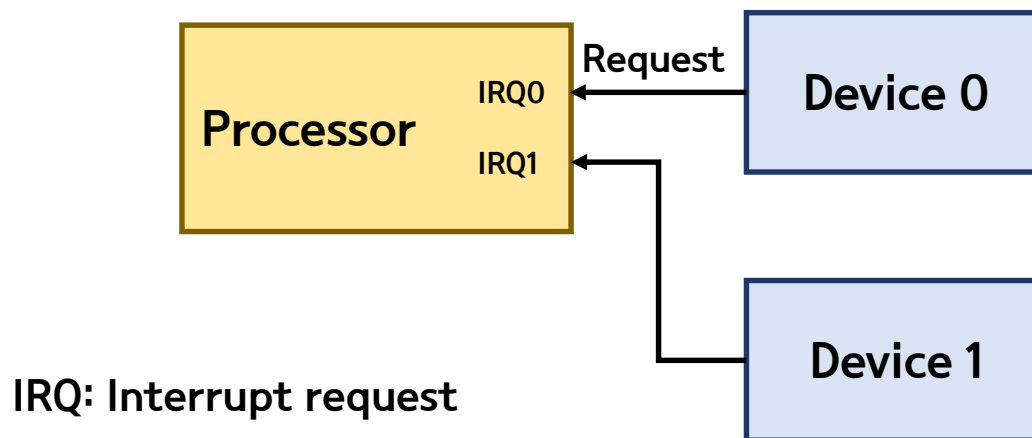 Request
IRQ0
Device 0
Processor
IRQ1
Device 1
IRQ: Interrupt request